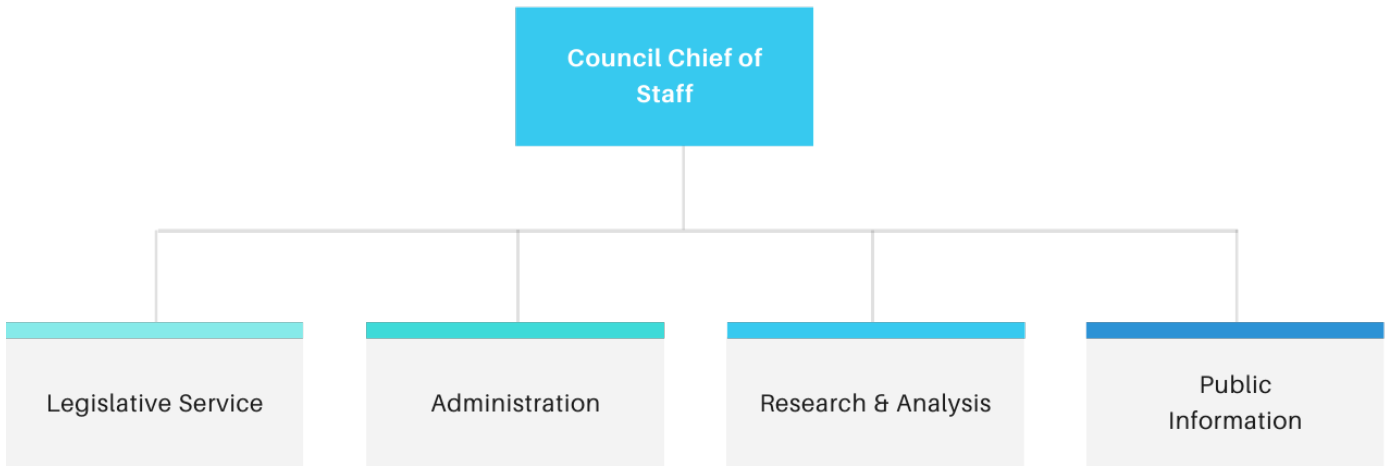 Council Chief of
Staff
Legislative Service
Administration
Research & Analysis
Public
Information